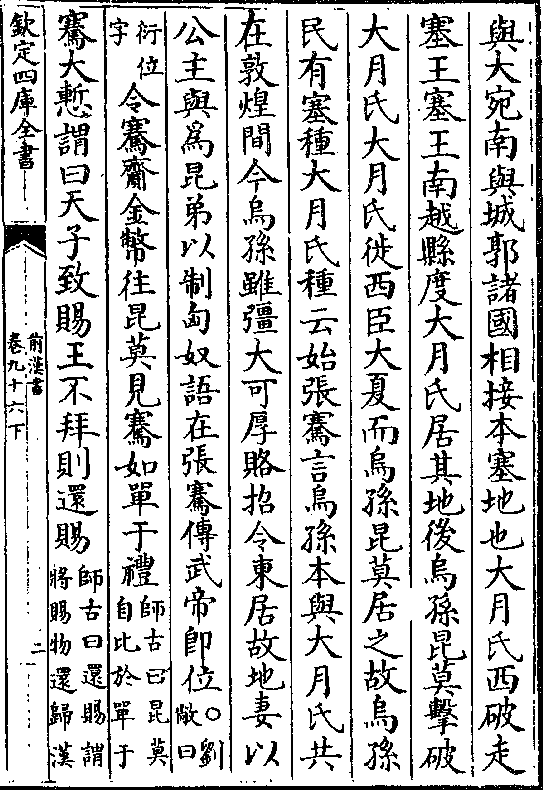 與大宛南與城郭諸國相接本塞地也大月氏西破走
塞王塞王南越縣度大月氏居其地後烏孫昆莫擊破
大月氏大月氏徙西臣大夏而烏孫昆莫居之故烏孫
民有塞種大月氏種云始張騫言烏孫本與大月氏共
在敦煌間今烏孫雖彊大可厚賂招令東居故地妻以
公主與為昆弟以制匈奴語在張騫傳武帝即位〇劉敞曰
衍位字令騫齎金幣往昆莫見騫如單于禮師古曰昆莫自比於單于
騫大慙謂曰天子致賜王不拜則還賜師古曰還賜謂將賜物還歸漢
欽定四庫全書
前漢書
卷九十六下
二